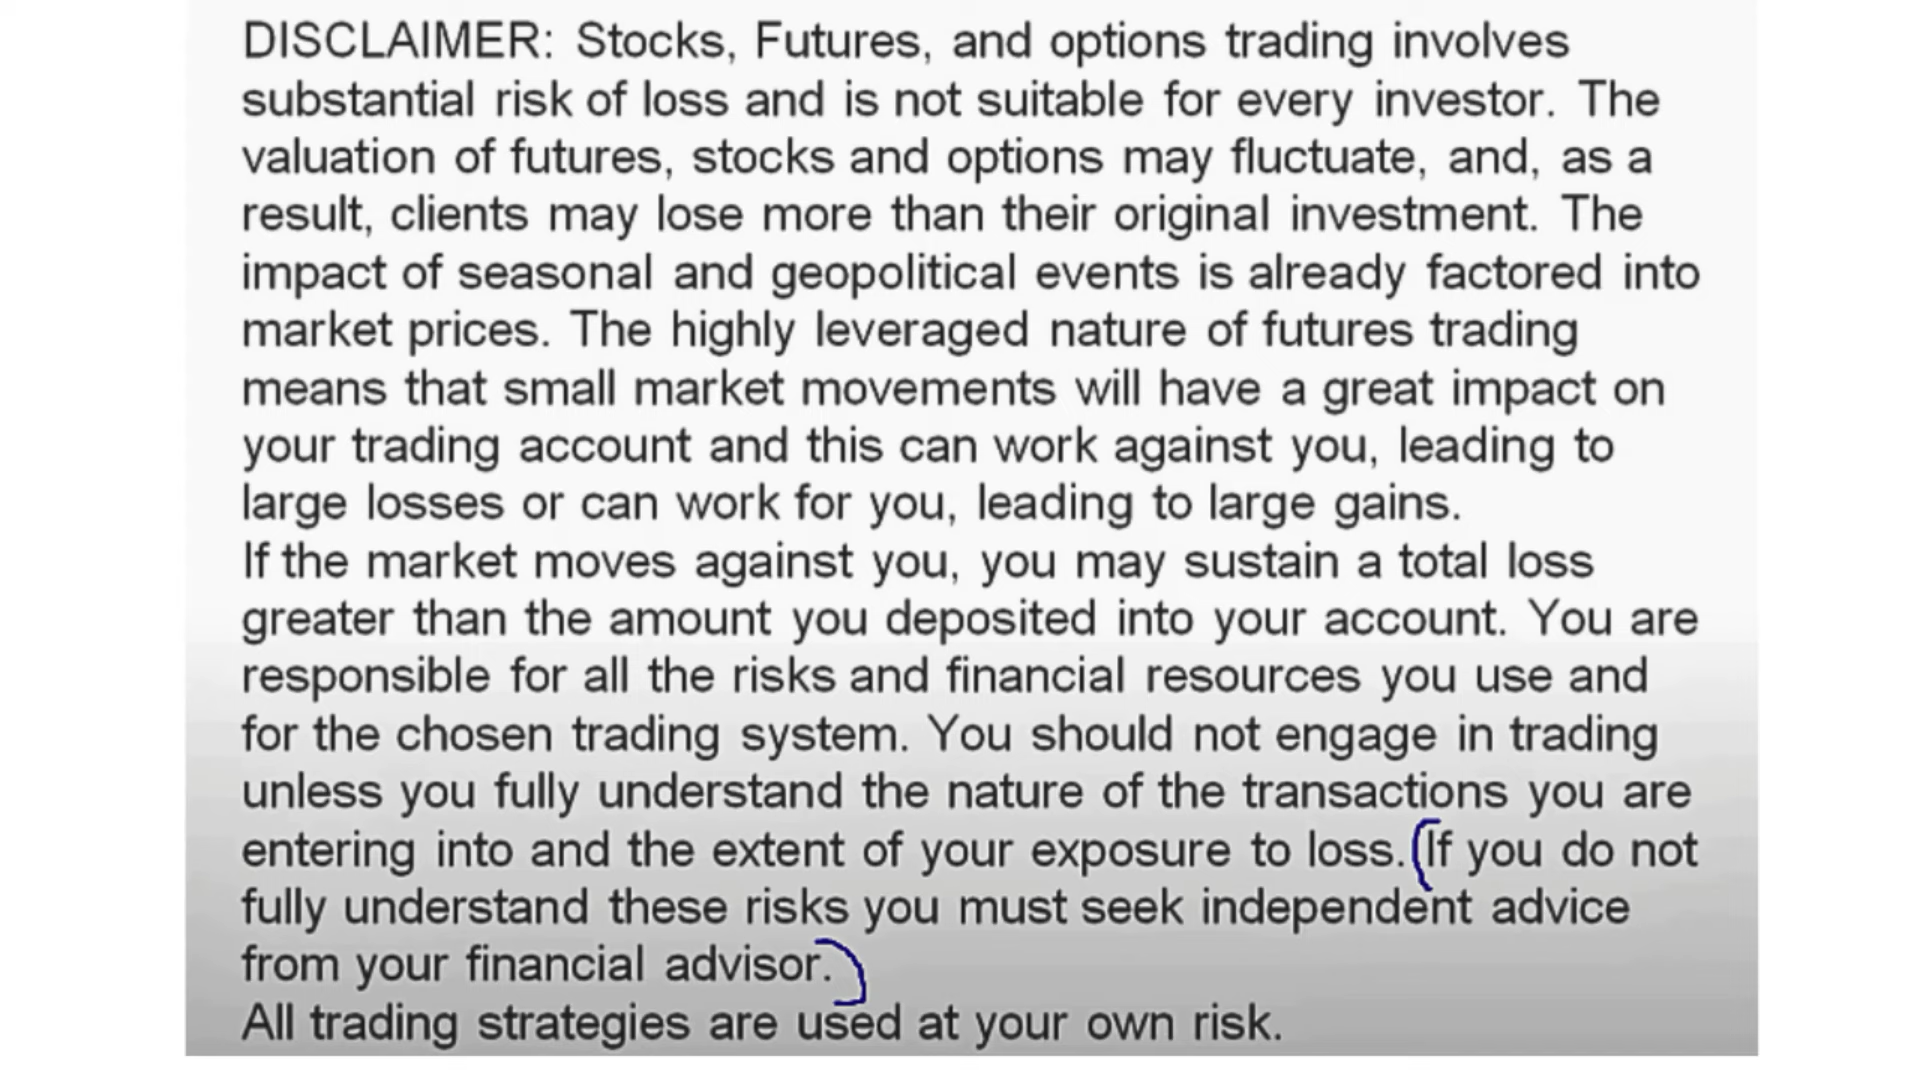 DISCLAIMER: Stocks, Futures, and options trading involves
substantial risk of loss and is not suitable for every investor. The
valuation of futures, stocks and options may fluctuate, and, as a
result, clients may lose more than their original investment. The
impact of seasonal and geopolitical events is already factored into
market prices. The highly leveraged nature of futures trading
means that small market movements will have a great impact on
your trading account and this can work against you, leading to
large losses or can work for you, leading to large gains.
If the market moves against you, you may sustain a total loss
greater than the amount you deposited into your account. You are
responsible for all the risks and financial resources you use and
for the chosen trading system. You should not engage in trading
unless you fully understand the nature of the transactions you are
entering into and the extent of your exposure to loss. (If you do not
fully understand these risks you must seek independent advice
from your financial advisor.)
All trading strategies are used at your own risk.